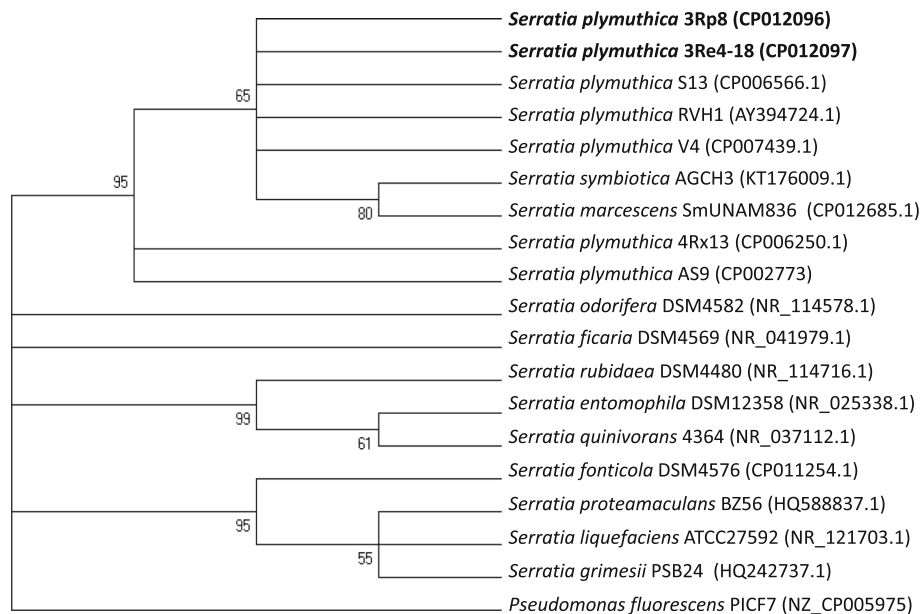 Serratia plymuthica 3Rp8 (CP012096)
Serratia plymuthica 3Re4-18 (CP012097)
Serratia plymuthica S13 (CP006566.1)
65
Serratia plymuthica RVH1 (AY394724.1)
Serratia plymuthica V4 (CP007439.1)
95
Serratia symbiotica AGCH3 (KT176009.1)
80
Serratia marcescens SmUNAM836 (CP012685.1)
Serratia plymuthica 4Rx13 (CP006250.1)
Serratia plymuthica AS9 (CP002773)
Serratia odorifera DSM4582 (NR_114578.1)
Serratia ficaria DSM4569 (NR_041979.1)
Serratia rubidaea DSM4480 (NR_114716.1)
Serratia entomophila DSM12358 (NR_025338.1)
99
61
Serratia quinivorans 4364 (NR_037112.1)
Serratia fonticola DSM4576 (CP011254.1)
Serratia proteamaculans BZ56 (HQ588837.1)
95
Serratia liquefaciens ATCC27592 (NR_121703.1)
55
Serratia grimesii PSB24 (HQ242737.1)
Pseudomonas fluorescens PICF7 (NZ_CP005975)